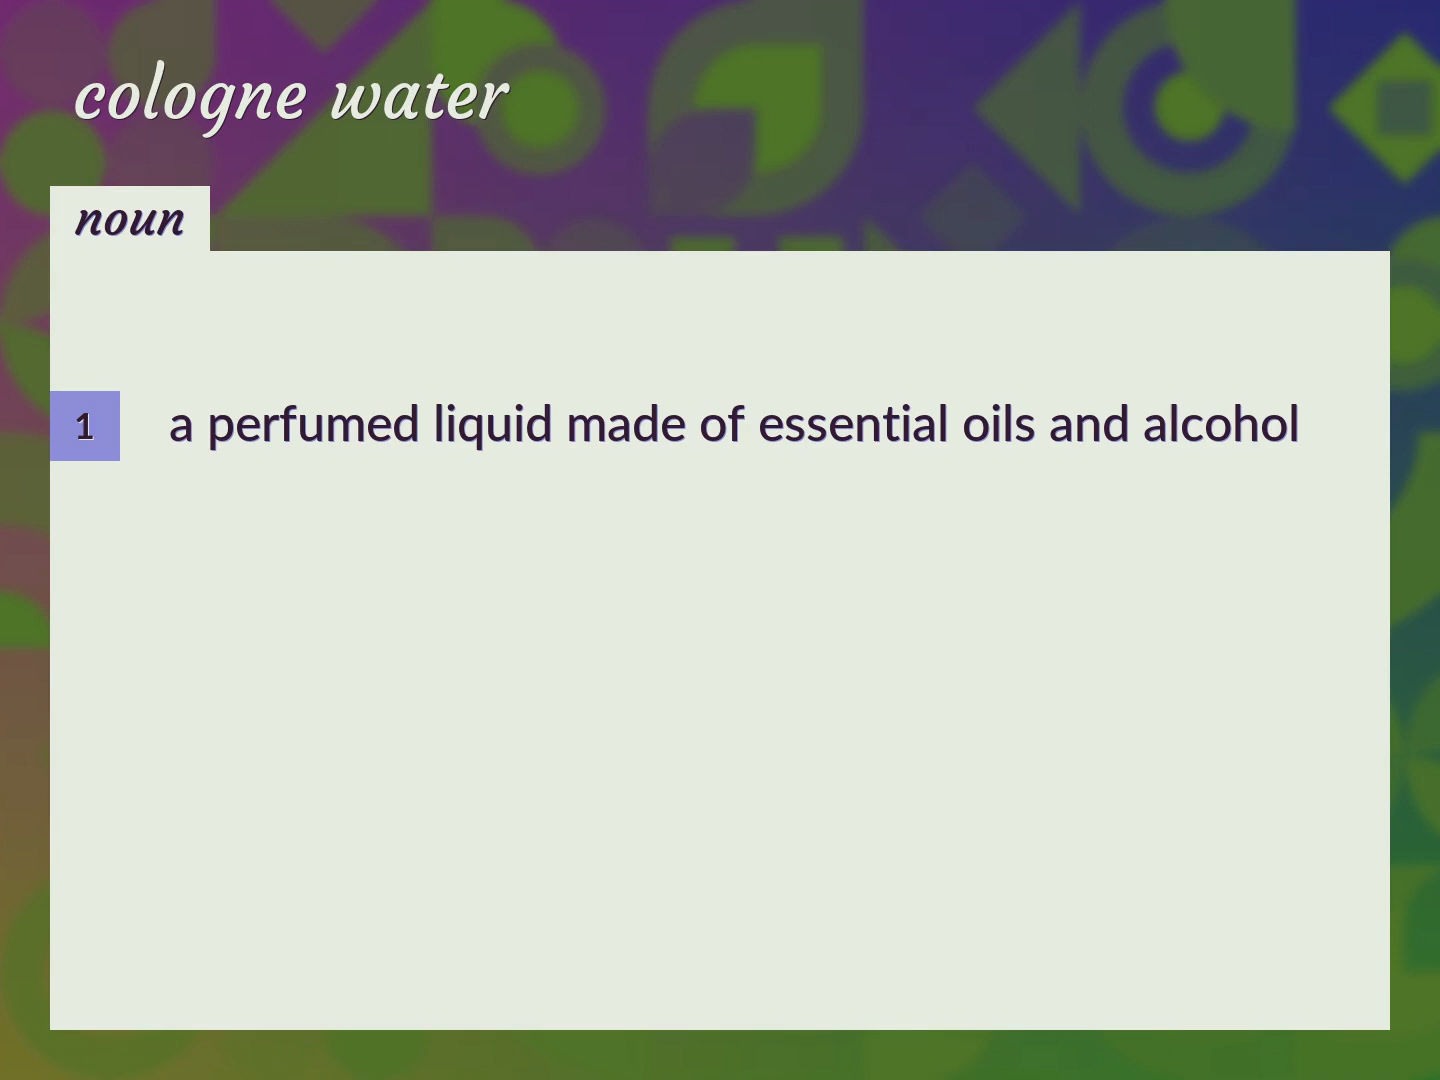 cologne water
noun
1 a perfumed liquid made of essential oils and alcohol